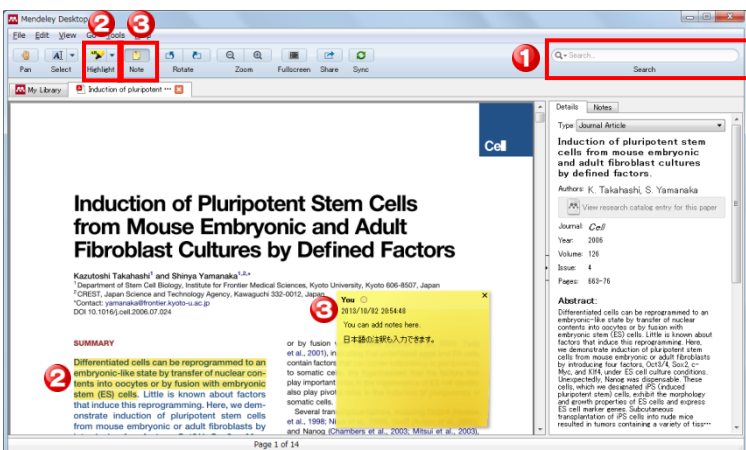 Mendeley Desktop
File Edit View Go Tools
2 3
1
Pan Select Highlight Note Rotate Zoom Fullscreen Share Sync
Search...
Search
My Library Induction of pluripotent ···
Cell
Induction of Pluripotent Stem Cells
from Mouse Embryonic and Adult
Fibroblast Cultures by Defined Factors
Kazutoshi Takahashi1 and Shinya Yamanaka1,2,*
1Department of Stem Cell Biology, Institute for Frontier Medical Sciences, Kyoto University, Kyoto 606-8507, Japan
2CREST, Japan Science and Technology Agency, Kawaguchi 332-0012, Japan
*Contact: yamanaka@frontier.kyoto-u.ac.jp
DOI 10.1016/j.cell.2006.07.024
SUMMARY
2
Differentiated cells can be reprogrammed to an
embryonic-like state by transfer of nuclear con-
tents into oocytes or by fusion with embryonic
stem (ES) cells. Little is known about factors
that induce this reprogramming. Here, we dem-
onstrate induction of pluripotent stem cells
from mouse embryonic or adult fibroblasts by
or by fusion
et al., 2001), in
contain factors
to somatic ce
play important
also play pivot
somatic cells.
Several tran
et al., 1998; Ni
and Nanog (Chambers et al., 2003; Mitsui et al., 2003),
3
You
2013/10/02 20:54:40
You can add notes here.
日本語の注釈も入力できます。
Page 1 of 14
Details Notes
Type: Journal Article
Induction of pluripotent stem
cells from mouse embryonic
and adult fibroblast cultures
by defined factors.
Authors: K. Takahashi, S. Yamanaka
View research catalog entry for this paper
Journal: Cell
Year: 2006
Volume: 126
Issue: 4
Pages: 663-76
Abstract:
Differentiated cells can be reprogrammed to an
embryonic-like state by transfer of nuclear
contents into oocytes or by fusion with
embryonic stem (ES) cells. Little is known about
factors that induce this reprogramming. Here,
we demonstrate induction of pluripotent stem
cells from mouse embryonic or adult fibroblasts
by introducing four factors, Oct3/4, Sox2, c-
Myc, and Klf4, under ES cell culture conditions.
Unexpectedly, Nanog was dispensable. These
cells, which we designated iPS (induced
pluripotent stem) cells, exhibit the morphology
and growth properties of ES cells and express
ES cell marker genes. Subcutaneous
transplantation of iPS cells into nude mice
resulted in tumors containing a variety of tiss···